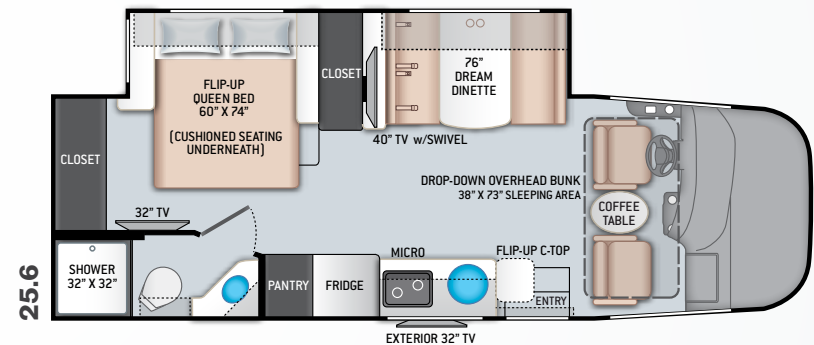 25.6
FLIP-UP
QUEEN BED
60" X 74"
(CUSHIONED SEATING
UNDERNEATH)
CLOSET
76"
DREAM
DINETTE
40" TV w/SWIVEL
CLOSET
32" TV
DROP-DOWN OVERHEAD BUNK
38" X 73" SLEEPING AREA
COFFEE
TABLE
SHOWER
32" X 32"
PANTRY
FRIDGE
MICRO
FLIP-UP C-TOP
ENTRY
EXTERIOR 32" TV